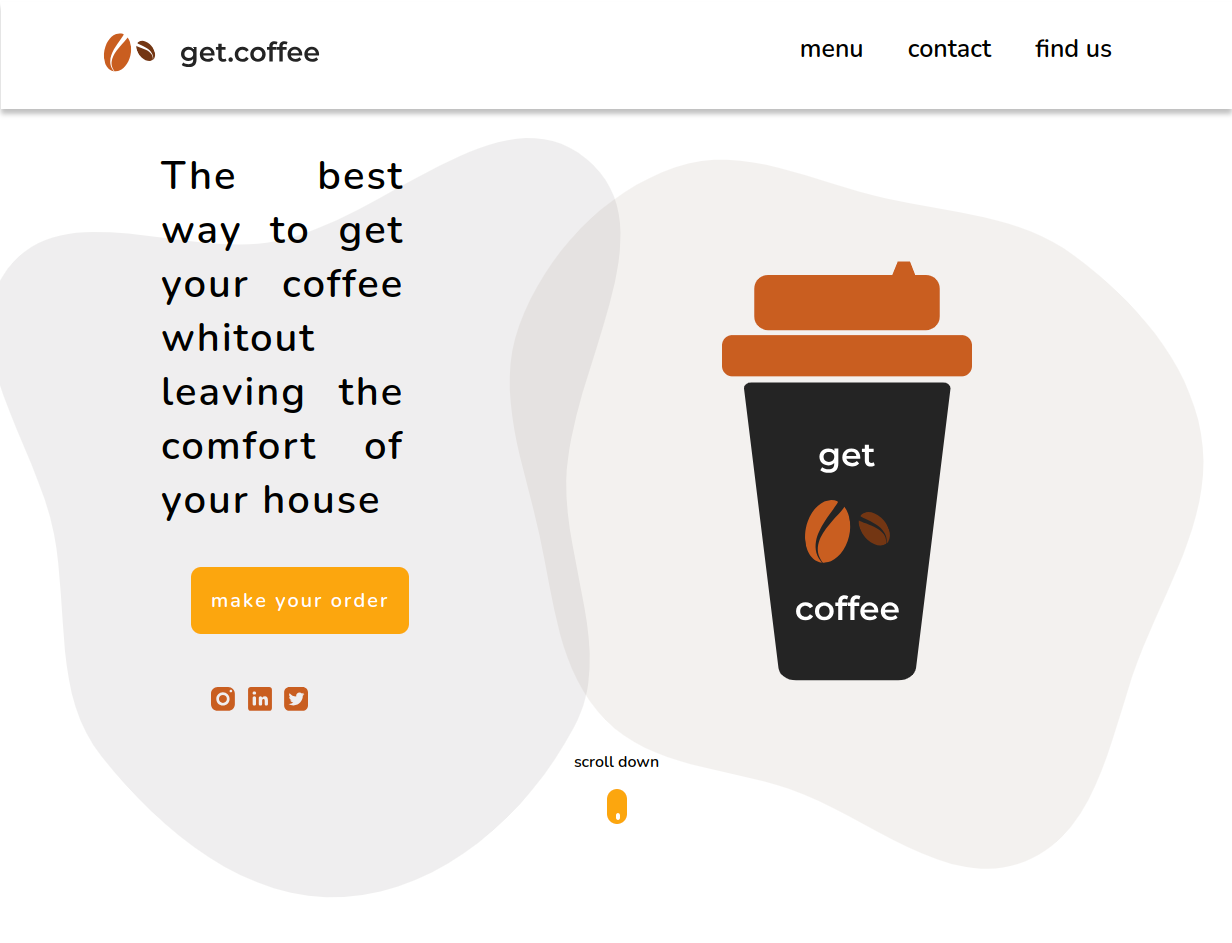 get.coffee
menu contact find us
The best
way to get
your coffee
whitout
leaving the
comfort of
your house
make your order
in
get
coffee
scroll down